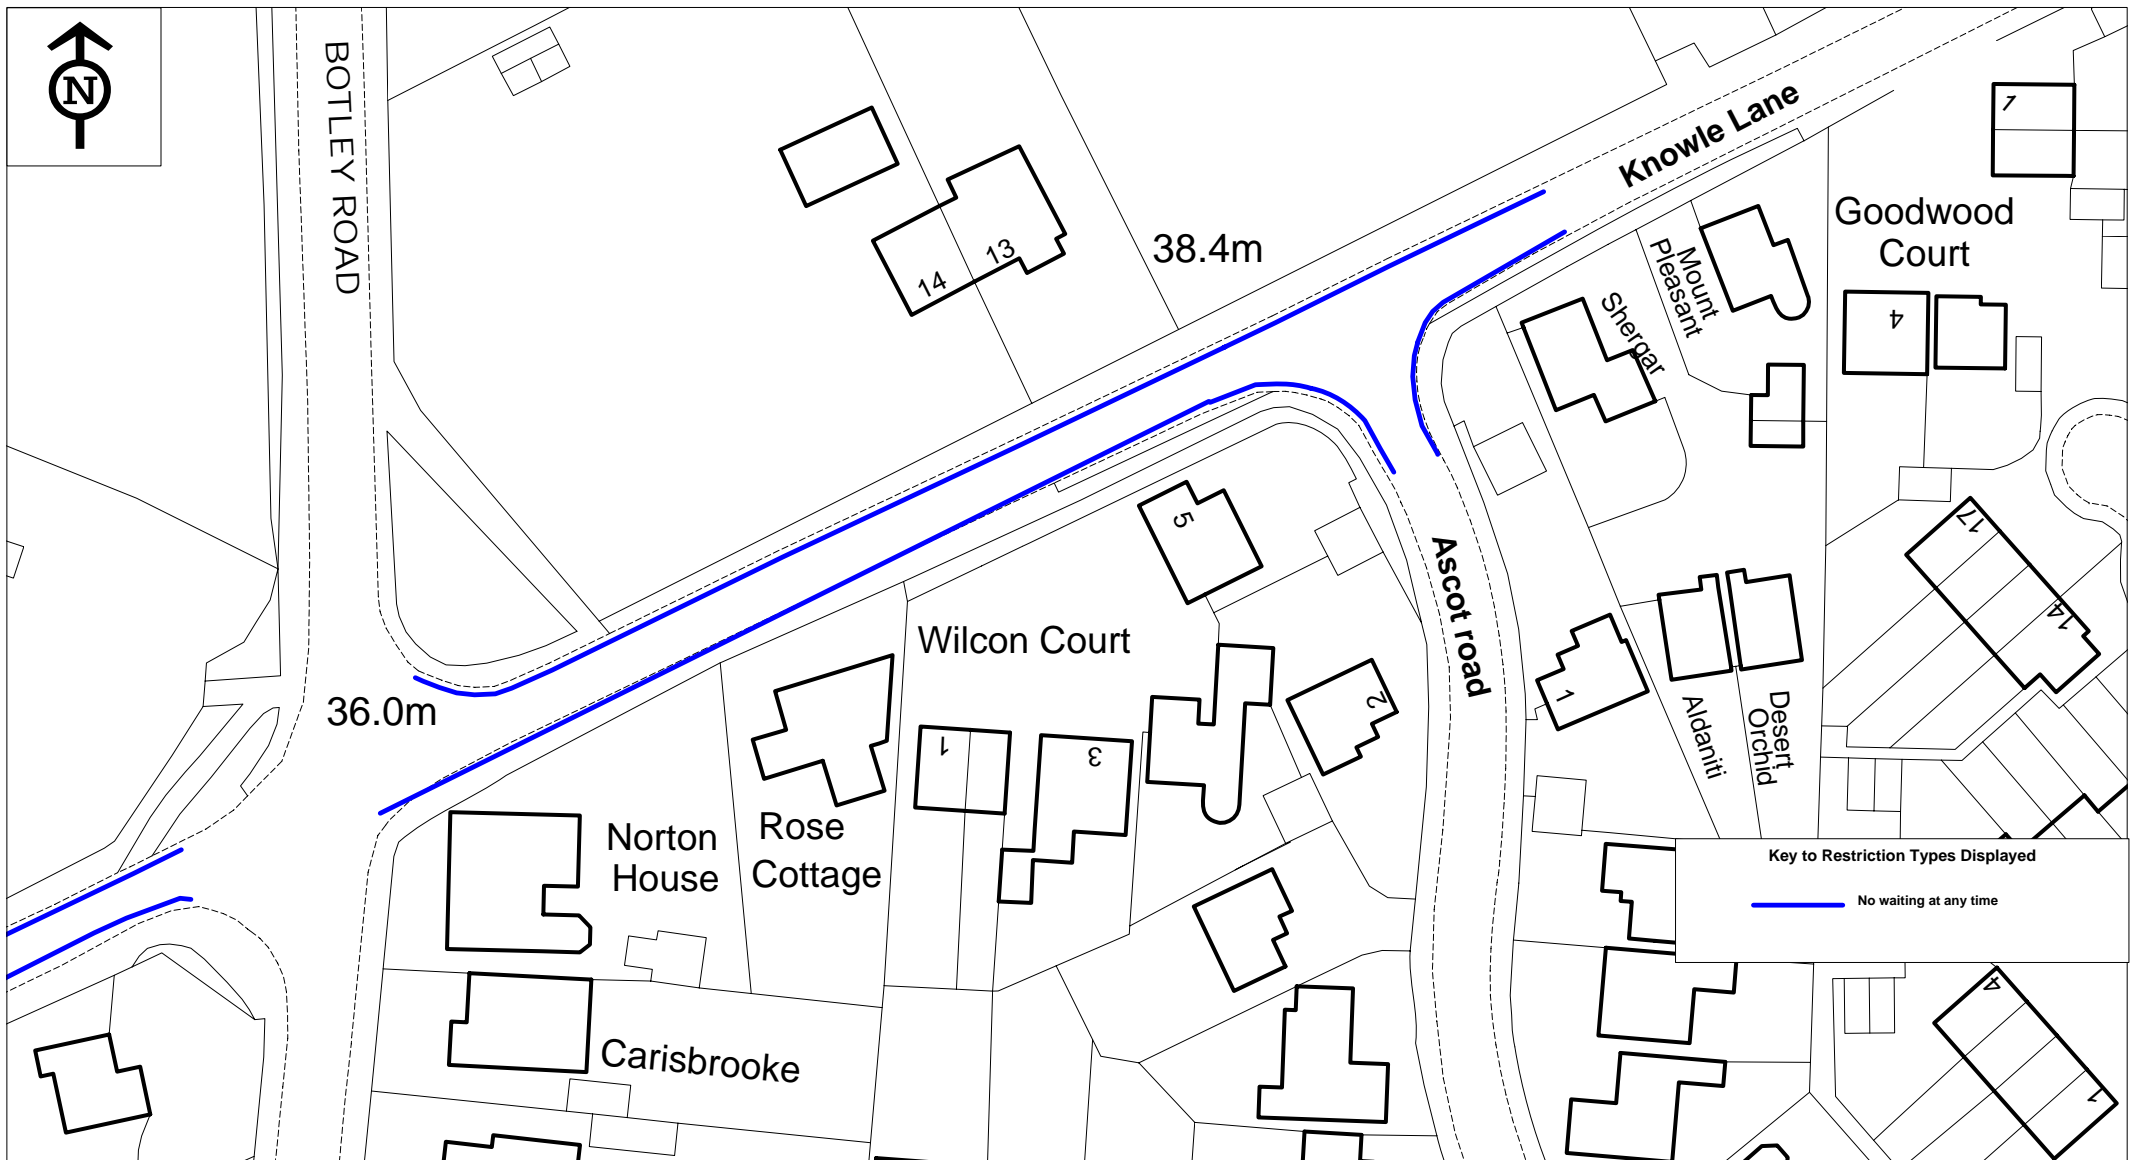 N
BOTLEY ROAD
Knowle Lane
1
Goodwood
Court
38.4m
13
14
Mount
Pleasant
Shergar
4
17
14
5
Ascot road
Wilcon Court
36.0m
2
1
Aldaniti
Desert
Orchid
1
3
Norton
House
Rose
Cottage
Key to Restriction Types Displayed
No waiting at any time
Carisbrooke
4
1